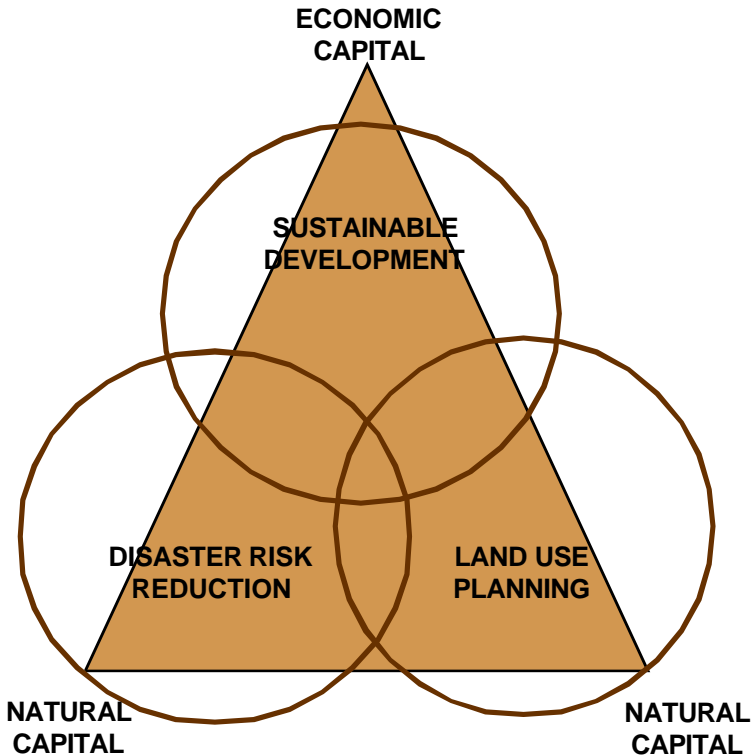 ECONOMIC
CAPITAL
SUSTAINABLE
DEVELOPMENT
DISASTER RISK
REDUCTION
LAND USE
PLANNING
NATURAL
CAPITAL
NATURAL
CAPITAL